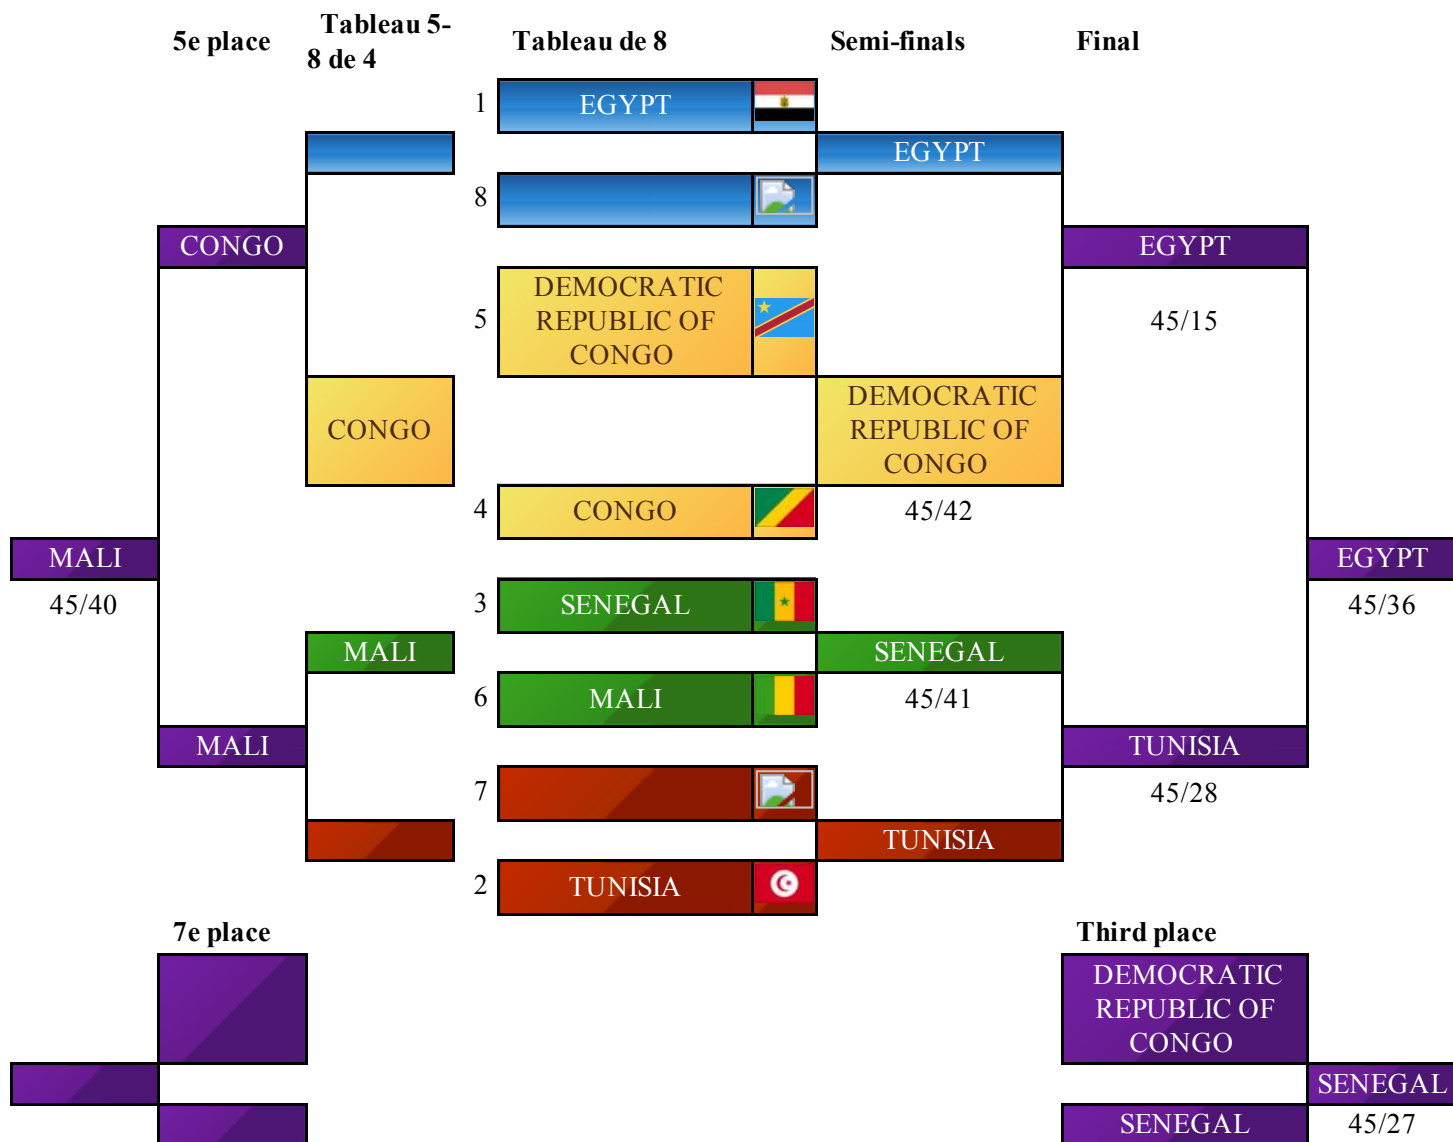 5e place
Tableau 5-
8 de 4
Tableau de 8
Semi-finals
Final
1
EGYPT
EGYPT
8
CONGO
EGYPT
5
DEMOCRATIC
REPUBLIC OF
CONGO
45/15
CONGO
DEMOCRATIC
REPUBLIC OF
CONGO
4
CONGO
45/42
MALI
EGYPT
45/40
3
SENEGAL
45/36
MALI
SENEGAL
6
MALI
45/41
MALI
TUNISIA
7
45/28
TUNISIA
2
TUNISIA
7e place
Third place
DEMOCRATIC
REPUBLIC OF
CONGO
SENEGAL
SENEGAL
45/27